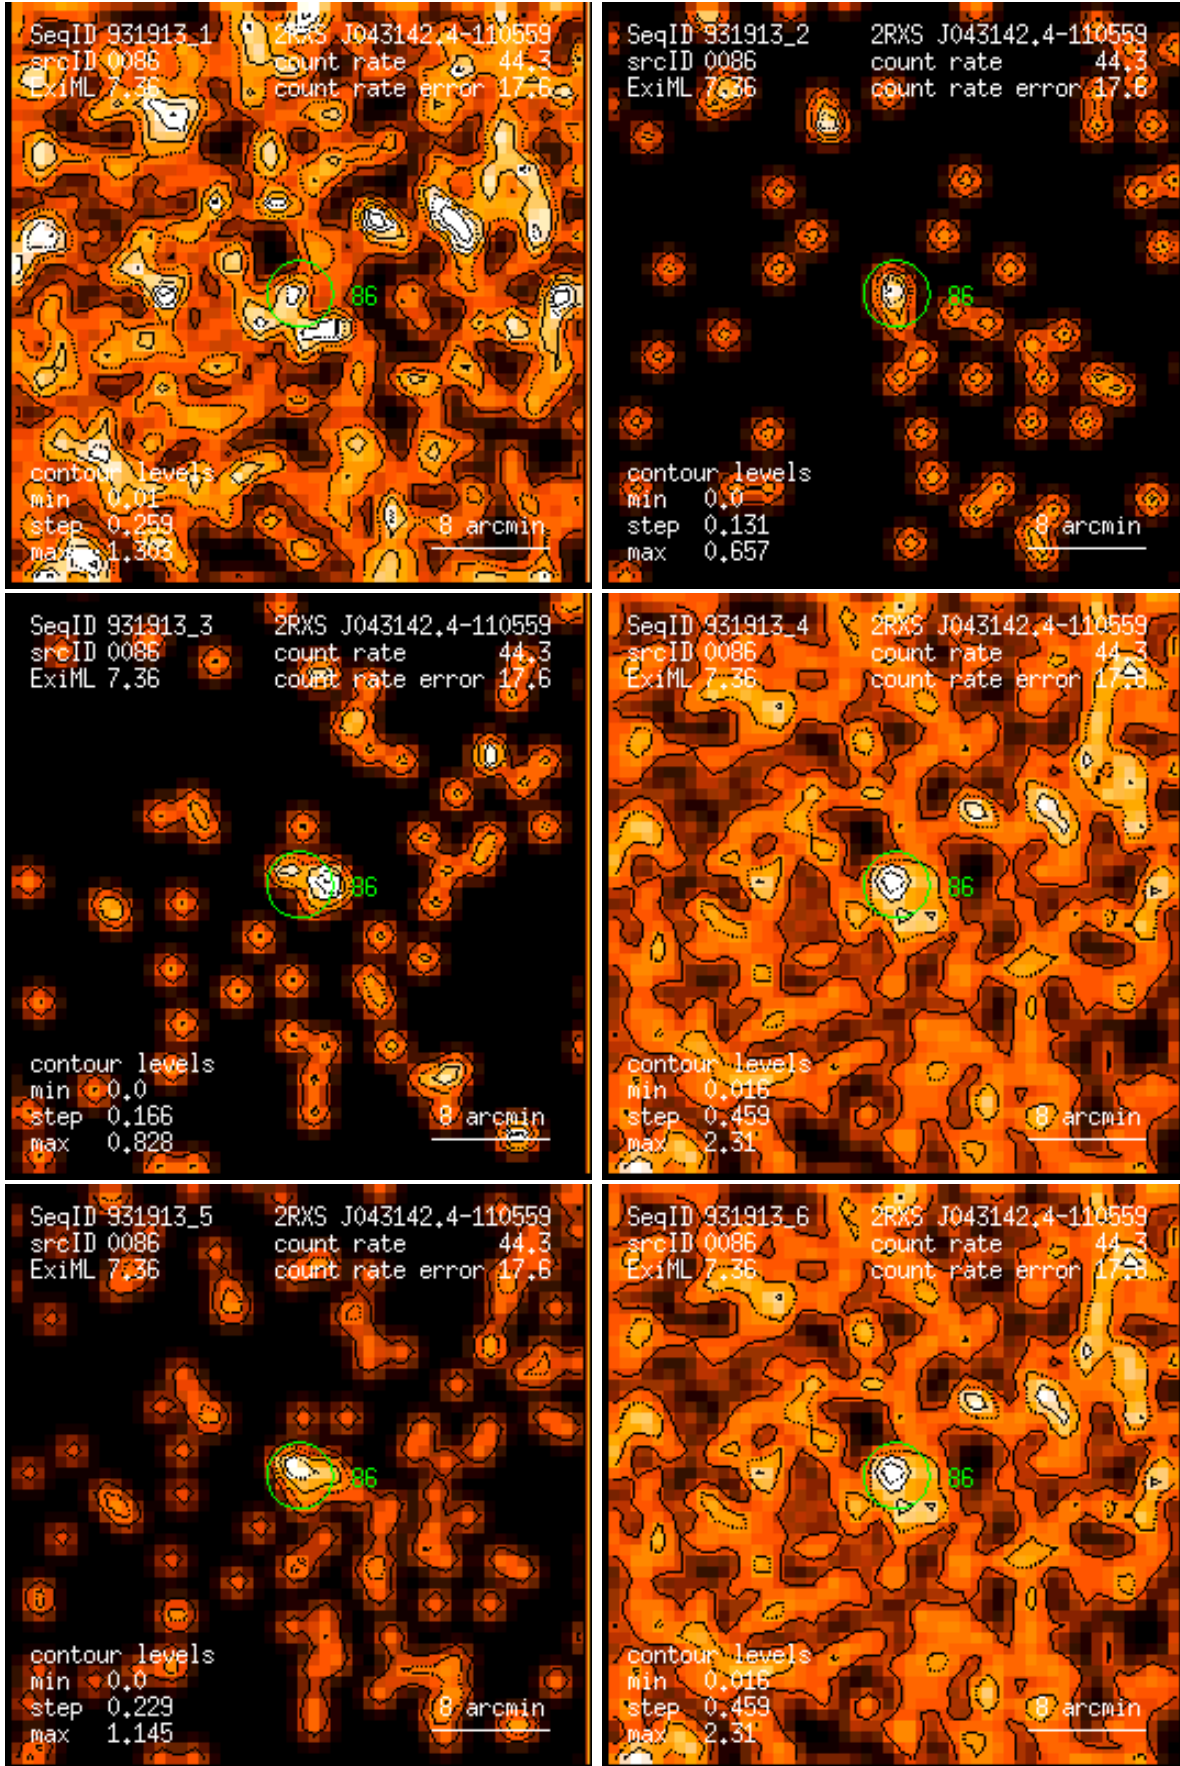 SeqID 931913_1 2RXS J043142.4-110559
srcID 0086 count rate 44.3
ExiML 7.36 count rate error 17.6
86
contour levels
min 0.01
step 0.259 8 arcmin
max 1.303
SeqID 931913_2 2RXS J043142.4-110559
srcID 0086 count rate 44.3
ExiML 7.36 count rate error 17.6
86
contour levels
min 0.0
step 0.131 8 arcmin
max 0.657
SeqID 931913_3 2RXS J043142.4-110559
srcID 0086 count rate 44.3
ExiML 7.36 count rate error 17.6
86
contour levels
min 0.0
step 0.166 8 arcmin
max 0.828
SeqID 931913_4 2RXS J043142.4-110559
srcID 0086 count rate 44.3
ExiML 7.36 count rate error 17.6
86
contour levels
min 0.016
step 0.459 8 arcmin
max 2.31
SeqID 931913_5 2RXS J043142.4-110559
srcID 0086 count rate 44.3
ExiML 7.36 count rate error 17.6
86
contour levels
min 0.0
step 0.229 8 arcmin
max 1.145
SeqID 931913_6 2RXS J043142.4-110559
srcID 0086 count rate 44.3
ExiML 7.36 count rate error 17.6
86
contour levels
min 0.016
step 0.459 8 arcmin
max 2.31